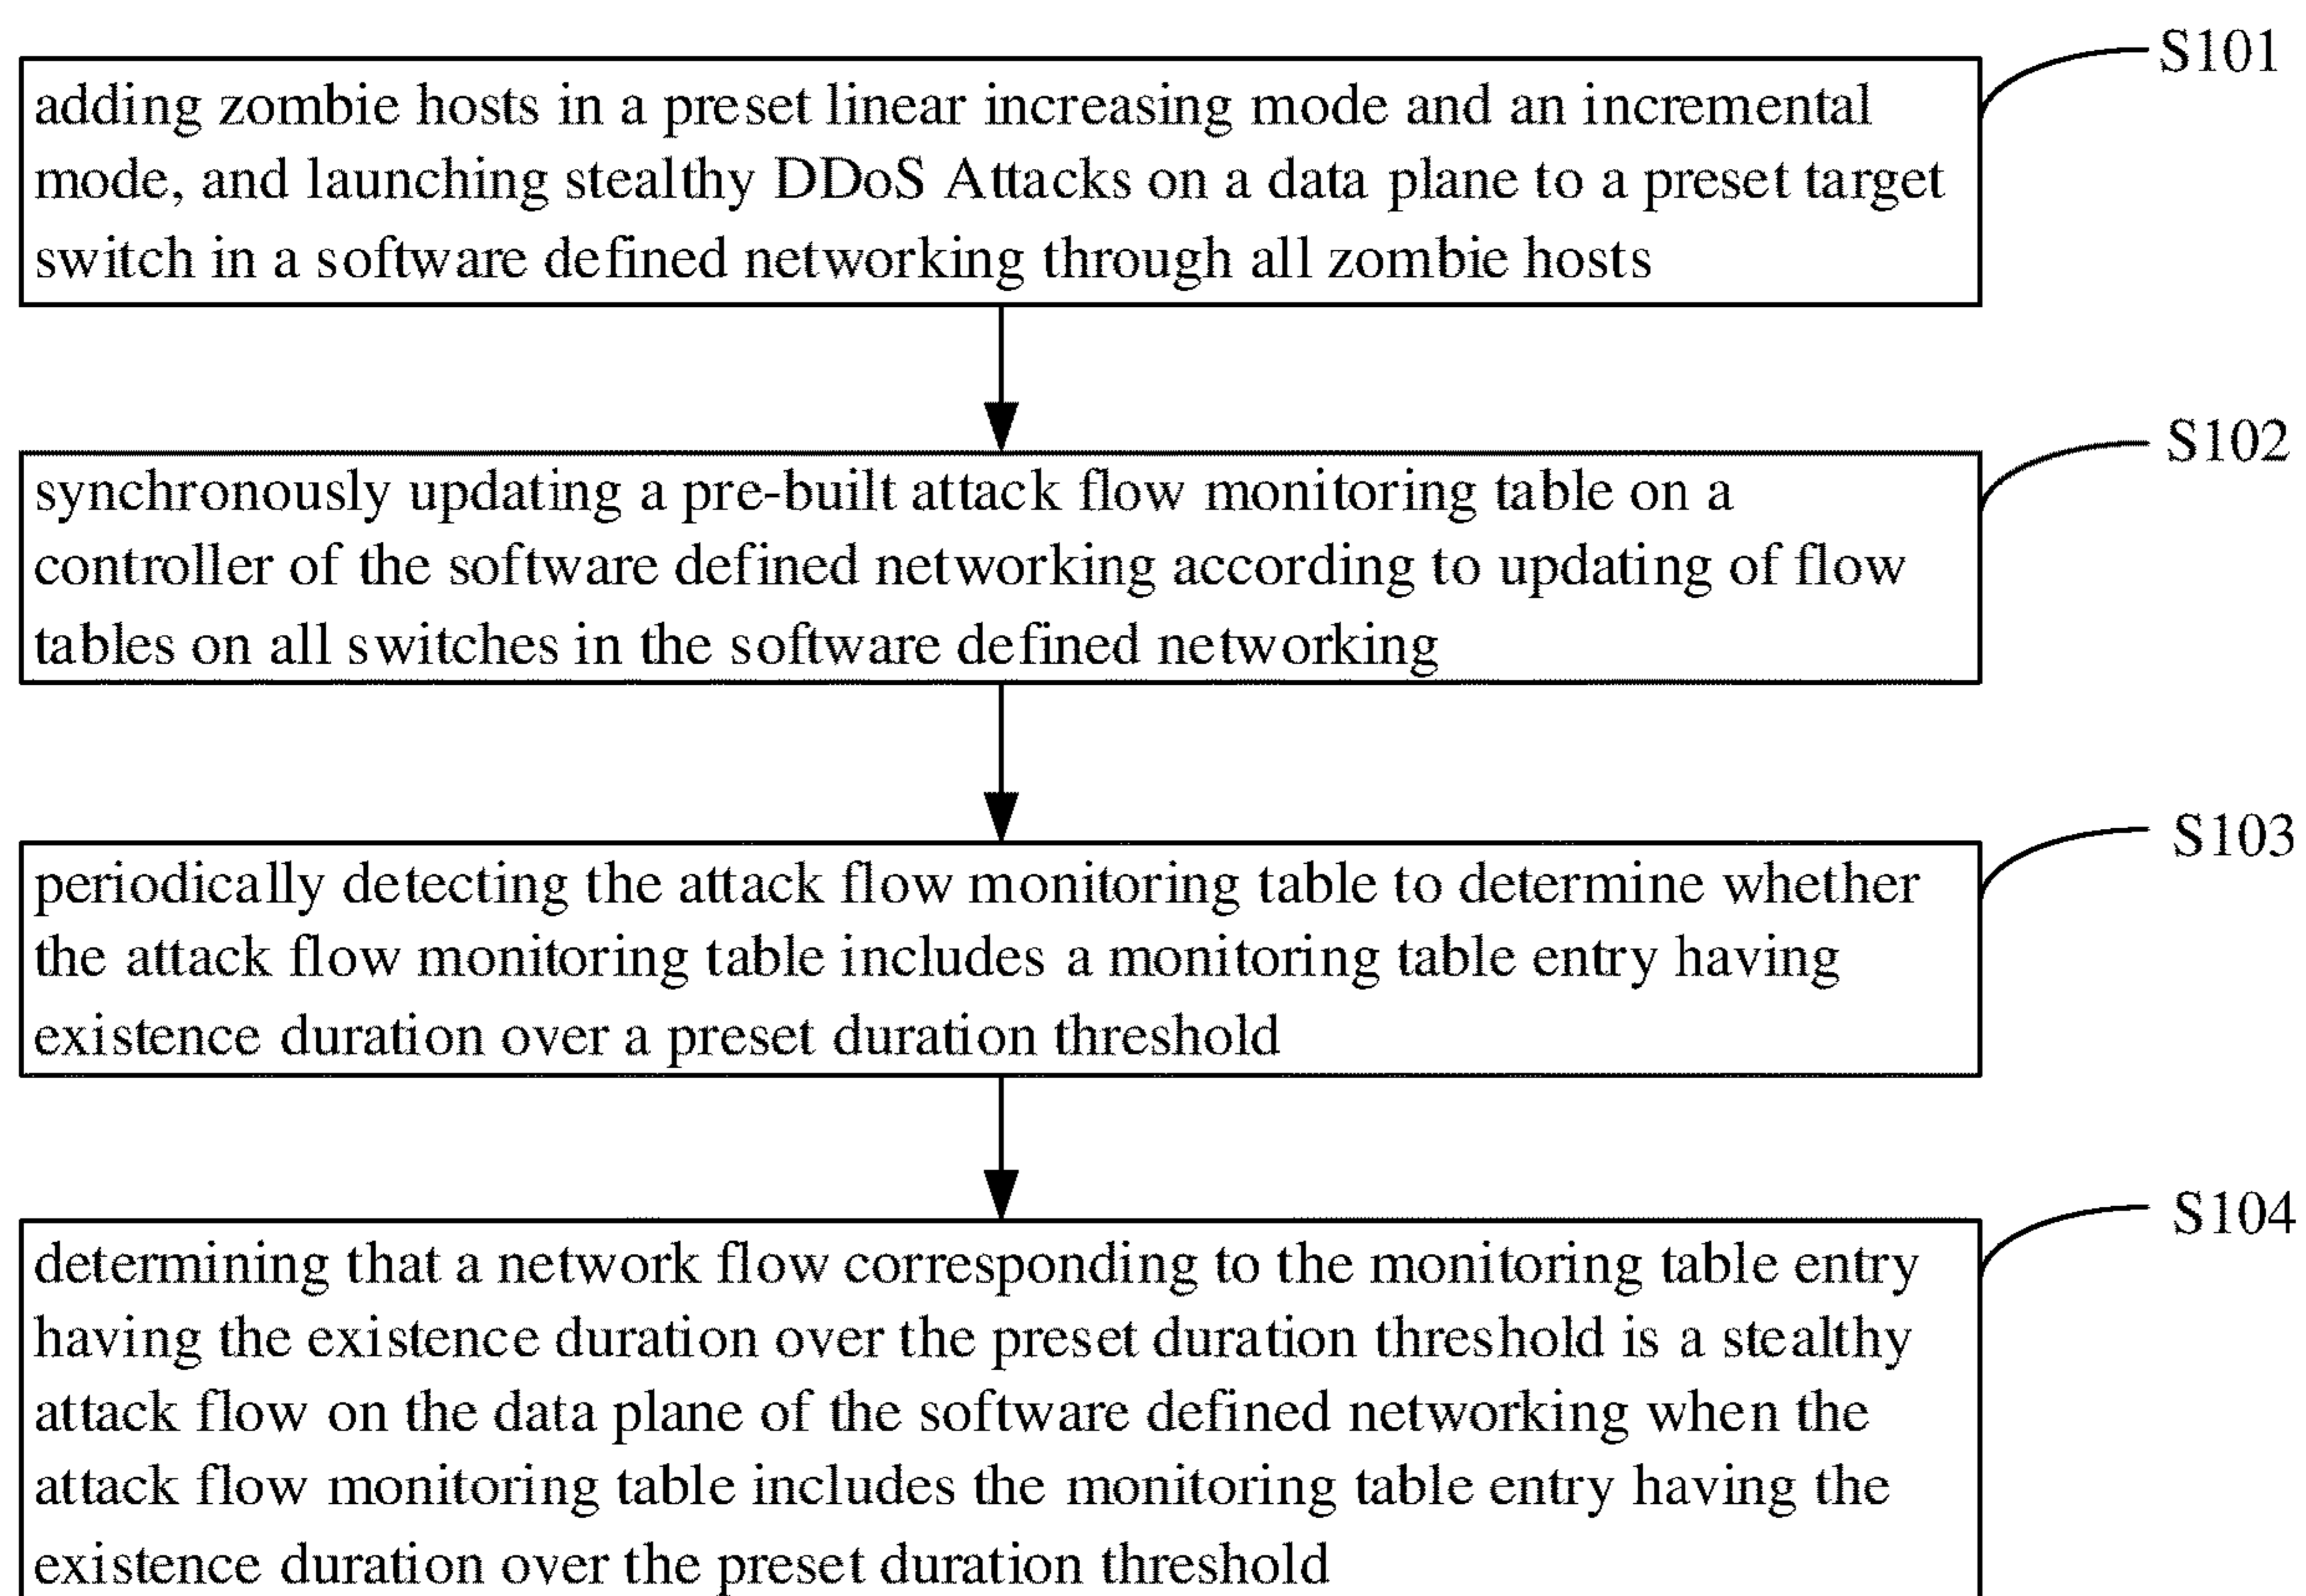 S101
adding zombie hosts in a preset linear increasing mode and an incremental
mode, and launching stealthy DDoS Attacks on a data plane to a preset target
switch in a software defined networking through all zombie hosts
S102
synchronously updating a pre-built attack flow monitoring table on a
controller of the software defined networking according to updating of flow
tables on all switches in the software defined networking
S103
periodically detecting the attack flow monitoring table to determine whether
the attack flow monitoring table includes a monitoring table entry having
existence duration over a preset duration threshold
S104
determining that a network flow corresponding to the monitoring table entry
having the existence duration over the preset duration threshold is a stealthy
attack flow on the data plane of the software defined networking when the
attack flow monitoring table includes the monitoring table entry having the
existence duration over the preset duration threshold